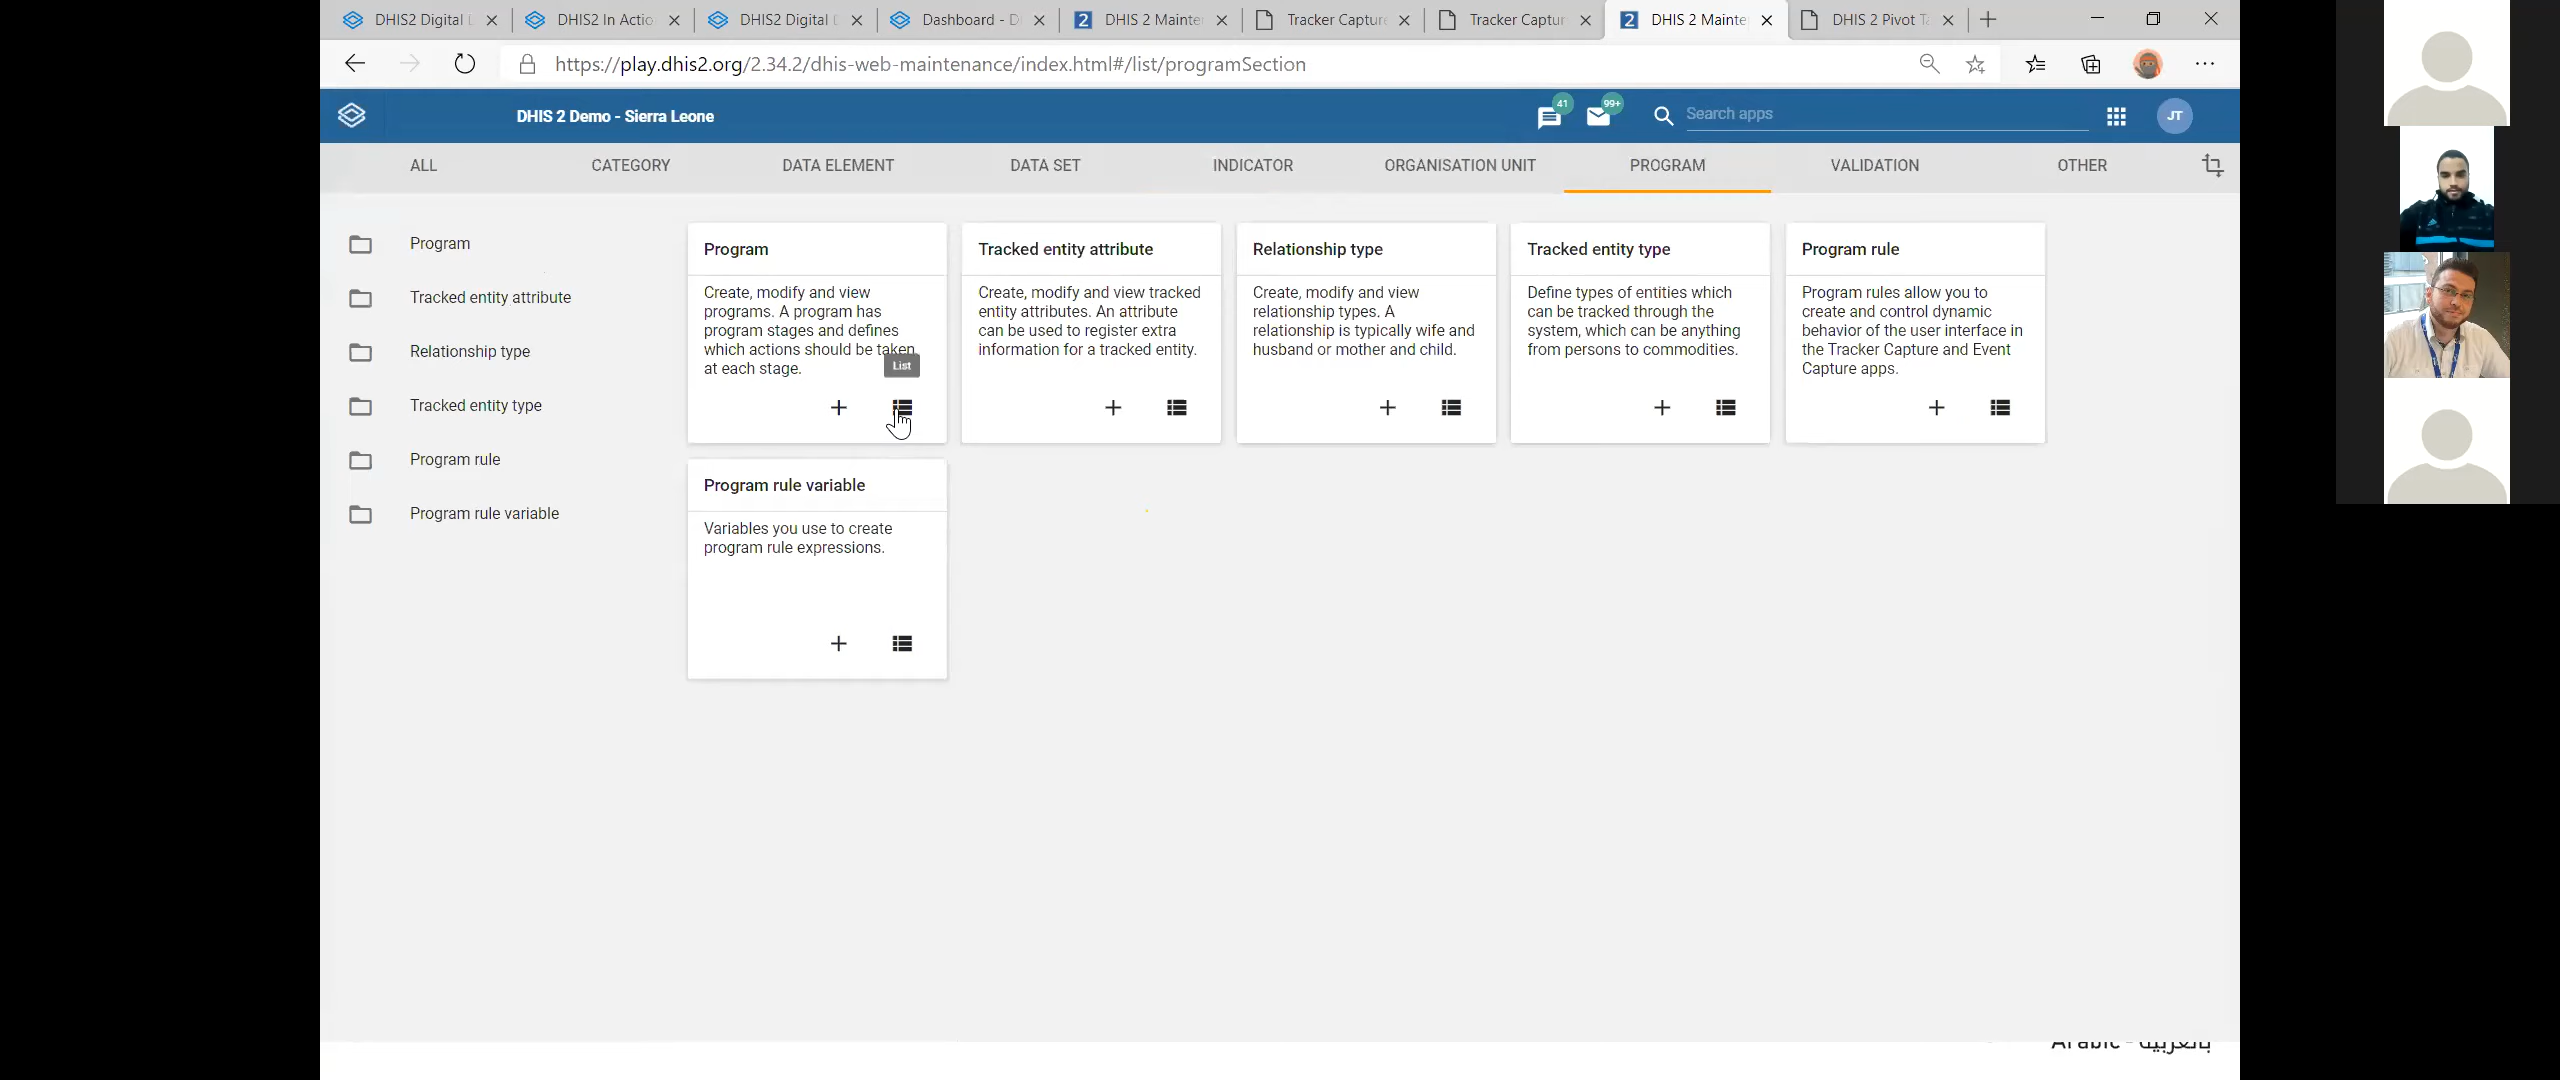 DHIS2 Digital
DHIS2 In Actio
DHIS2 Digital
Dashboard - D
DHIS 2 Mainte
Tracker Capture
Tracker Captur
DHIS 2 Mainte
DHIS 2 Pivot Ta
https://play.dhis2.org/2.34.2/dhis-web-maintenance/index.html#/list/programSection
DHIS 2 Demo - Sierra Leone
41
99+
Search apps
JT
ALL
CATEGORY
DATA ELEMENT
DATA SET
INDICATOR
ORGANISATION UNIT
PROGRAM
VALIDATION
OTHER
Program
Tracked entity attribute
Relationship type
Tracked entity type
Program rule
Program rule variable
Program
Create, modify and view
programs. A program has
program stages and defines
which actions should be taken
at each stage.
List
Tracked entity attribute
Create, modify and view tracked
entity attributes. An attribute
can be used to register extra
information for a tracked entity.
Relationship type
Create, modify and view
relationship types. A
relationship is typically wife and
husband or mother and child.
Tracked entity type
Define types of entities which
can be tracked through the
system, which can be anything
from persons to commodities.
Program rule
Program rules allow you to
create and control dynamic
behavior of the user interface in
the Tracker Capture and Event
Capture apps.
Program rule variable
Variables you use to create
program rule expressions.
Arabic - بالعربية